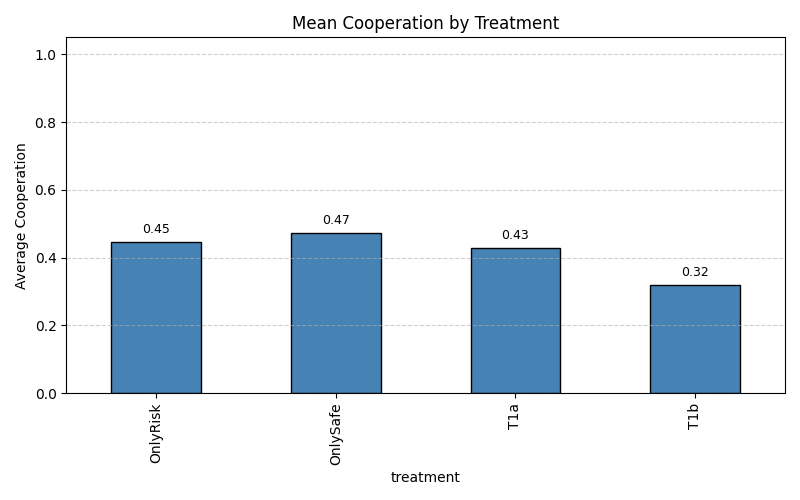 Mean Cooperation by Treatment
Average Cooperation
1.0
0.8
0.6
0.4
0.2
0.0
0.45
0.47
0.43
0.32
OnlyRisk
OnlySafe
T1a
T1b
treatment